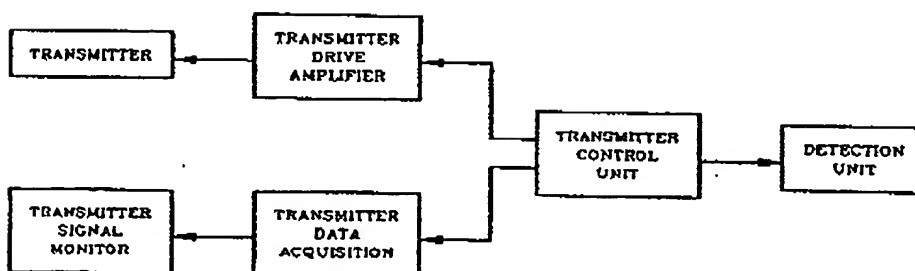 TRANSMITTER
TRANSMITTER
DRIVE
AMPLIFIER
TRANSMITTER
CONTROL
UNIT
DETECTION
UNIT
TRANSMITTER
SIGNAL
MONITOR
TRANSMITTER
DATA
ACQUISITION